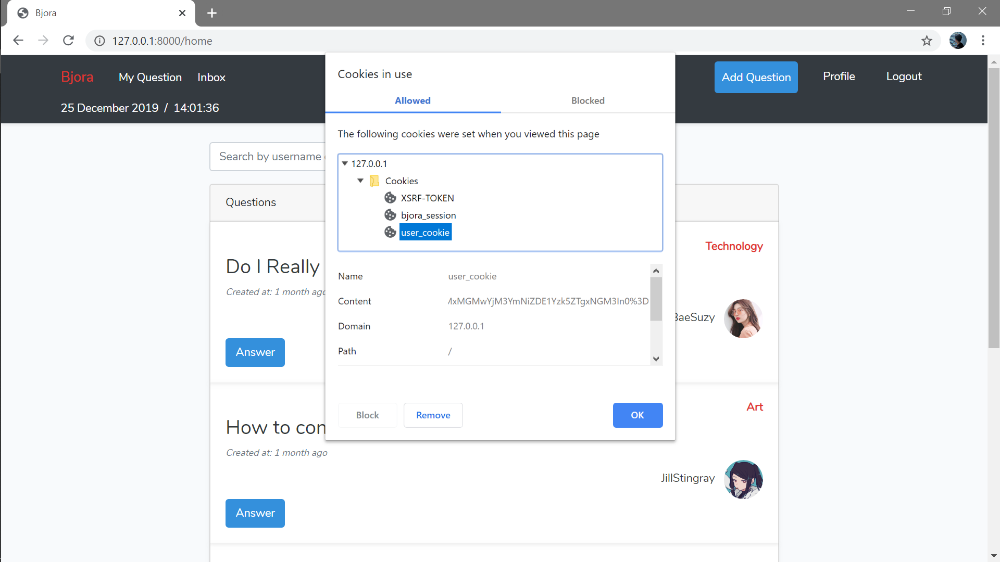 Bjora
127.0.0.1:8000/home
Bjora My Question Inbox Add Question Profile Logout
25 December 2019 / 14:01:36
Search by username
Cookies in use
Allowed Blocked
The following cookies were set when you viewed this page
127.0.0.1
Cookies
XSRF-TOKEN
bjora_session
user_cookie
Name user_cookie
Content MxMGMwYjM3YmNiZDE1Yzk5ZTgxNGM3In0%3D
Domain 127.0.0.1
Path /
Block Remove OK
Questions
Technology
Do I Really
Created at: 1 month ago
BaeSuzy
Answer
Art
How to con
Created at: 1 month ago
JillStingray
Answer